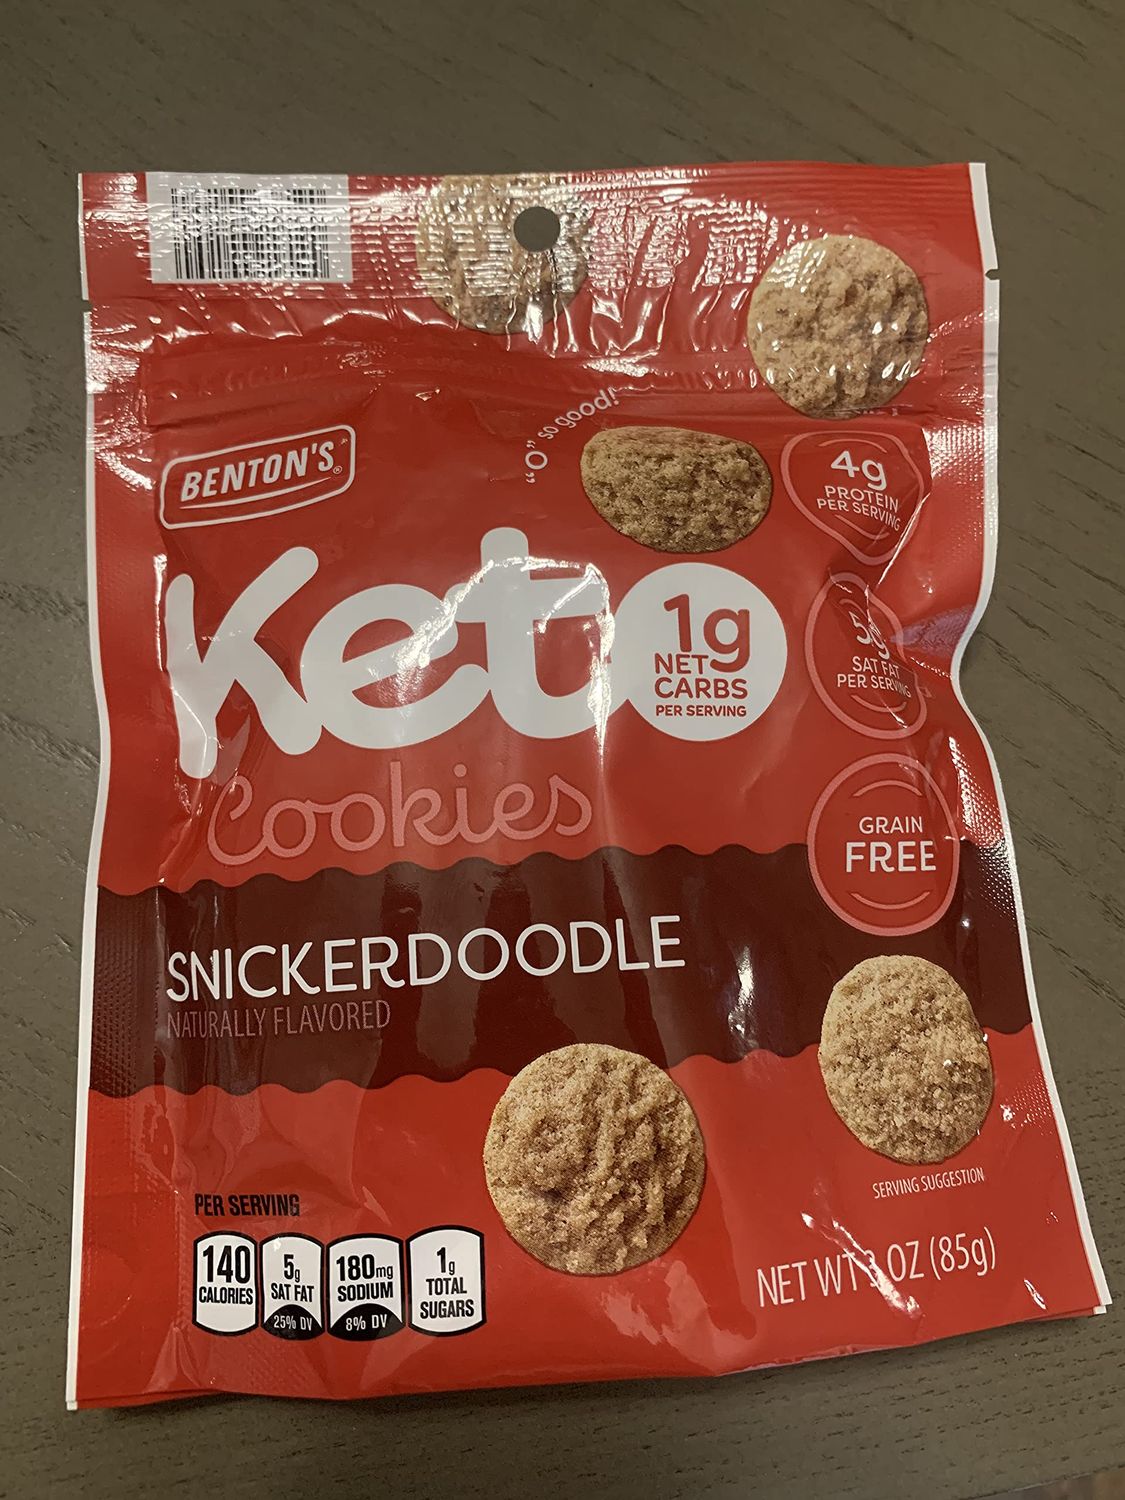 BENTON'S®
"O" so good!
Keto
1g
NET
CARBS
PER SERVING
Cookies
4g
PROTEIN
PER SERVING
5g
SAT FAT
PER SERVING
GRAIN
FREE
SNICKERDOODLE
NATURALLY FLAVORED
SERVING SUGGESTION
PER SERVING
140
CALORIES
5g
SAT FAT
25% DV
180mg
SODIUM
8% DV
1g
TOTAL
SUGARS
NET WT 3 OZ (85g)